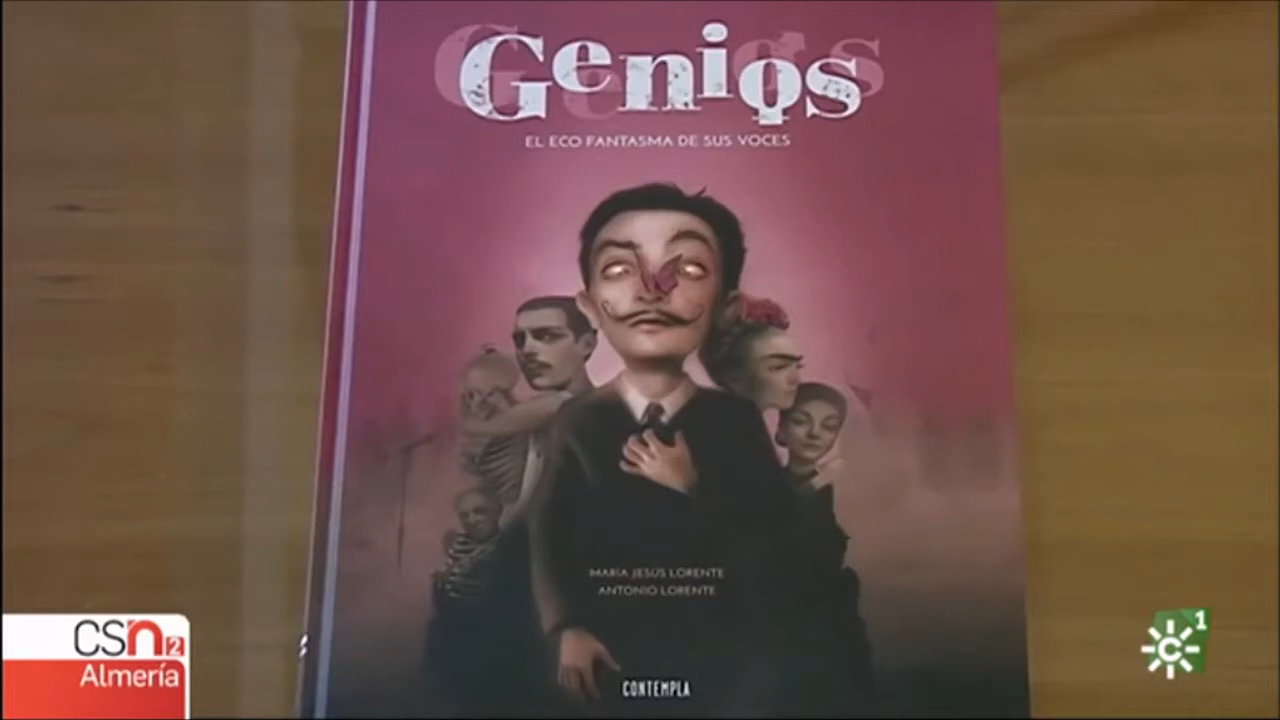 Genios
EL ECO FANTASMA DE SUS VOCES
MARÍA JESÚS LORENTE
ANTONIO LORENTE
CONTEMPLA
CSn2
Almería
1